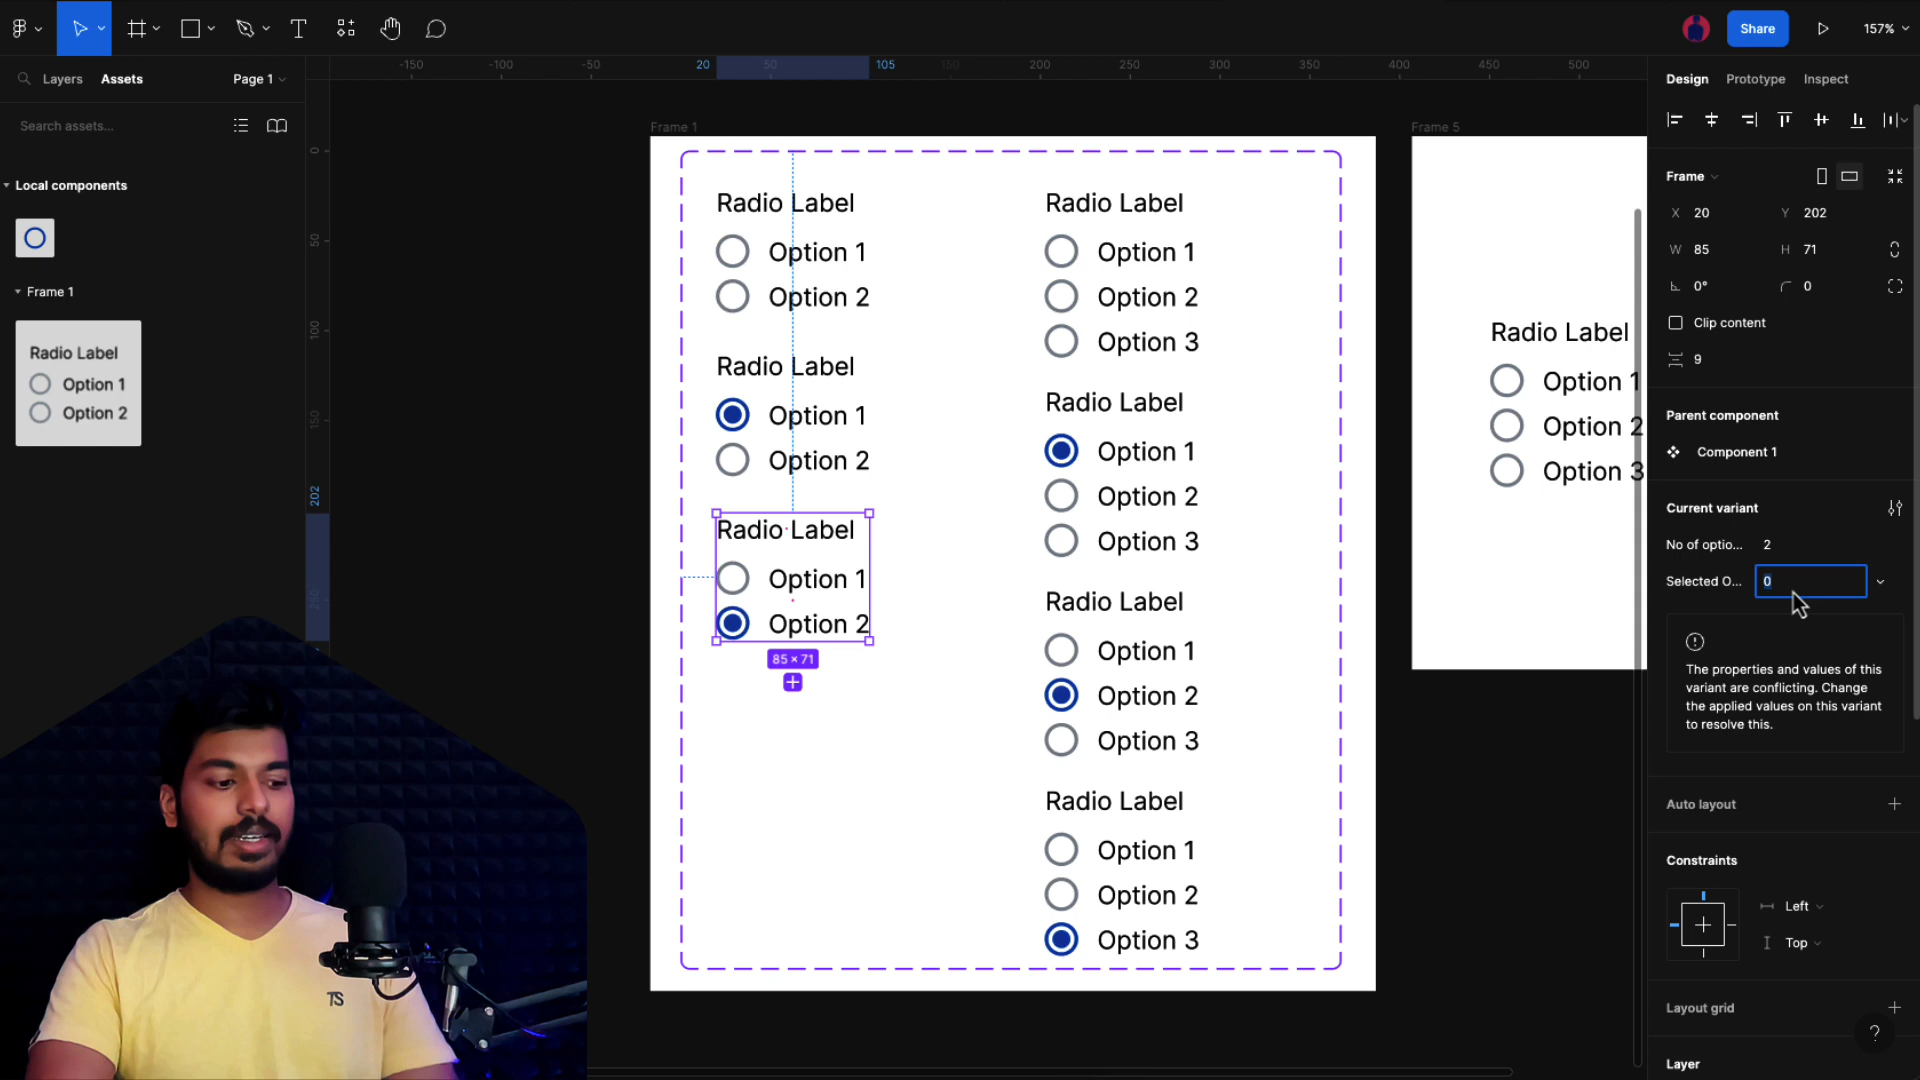 Share
157%
Layers
Assets
Page 1
-150
-100
-50
20
50
105
150
200
250
300
350
400
450
500
Design
Prototype
Inspect
Search assets...
Local components
Frame 1
Radio Label
Option 1
Option 2
0
50
100
150
202
250
Frame 1
Radio Label
Option 1
Option 2
Radio Label
Option 1
Option 2
Radio Label
Option 1
Option 2
85 × 71
Radio Label
Option 1
Option 2
Option 3
Radio Label
Option 1
Option 2
Option 3
Radio Label
Option 1
Option 2
Option 3
Radio Label
Option 1
Option 2
Option 3
Frame 5
Radio Label
Option 1
Option 2
Option 3
Frame
X 20 Y 202
W 85 H 71
0° 0
Clip content
9
Parent component
Component 1
Current variant
No of optio... 2
Selected O... 0
The properties and values of this
variant are conflicting. Change
the applied values on this variant
to resolve this.
Auto layout
Constraints
Left
Top
Layout grid
?
Layer
TS